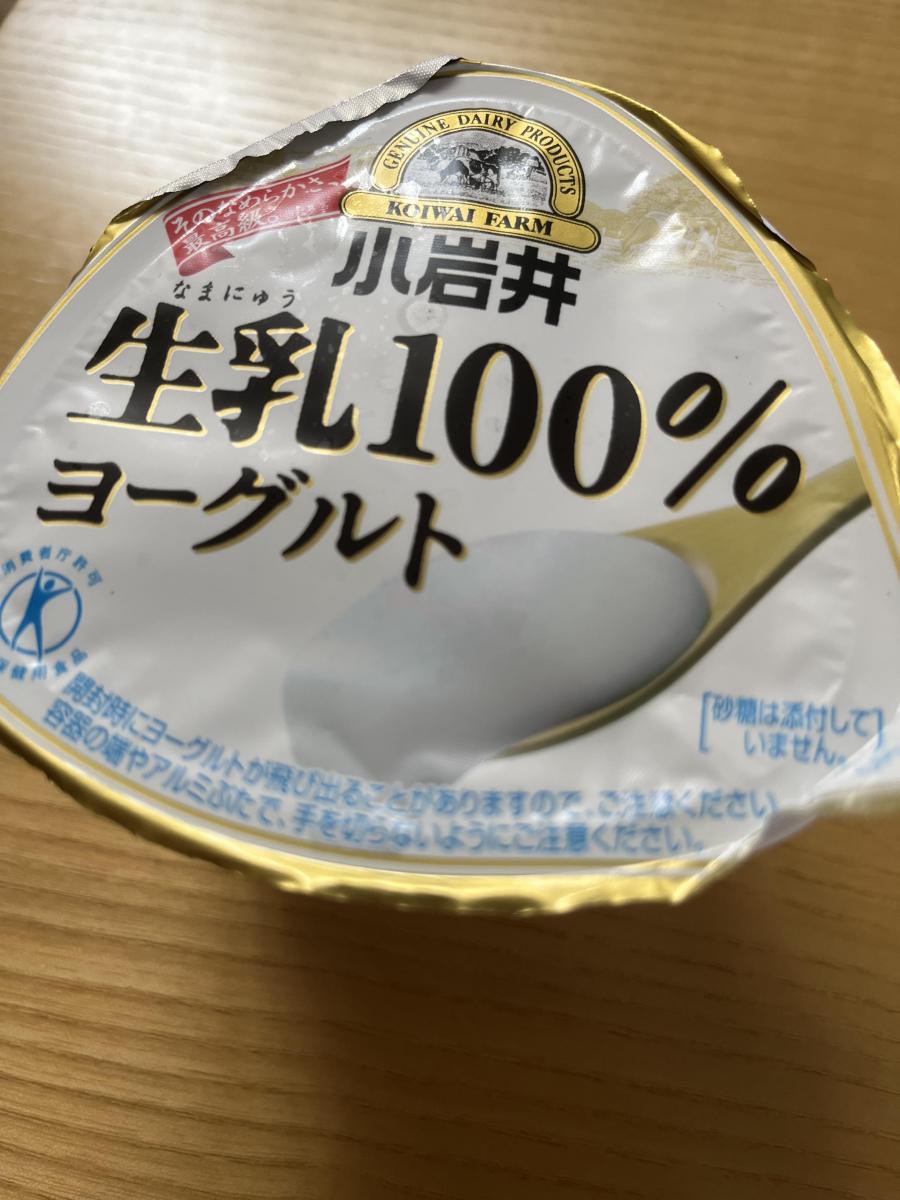 GENUINE DAIRY PRODUCTS
KOIWAI FARM
そのなめらかさ、
最高級。
小岩井
なまにゅう
生乳100%
ヨーグルト
消費者庁許可
保健用食品
[砂糖は添付して
いません。]
開封時にヨーグルトが飛び出ることがありますので、ご注意ください
容器の端やアルミぶたで、手を切らないようにご注意ください。